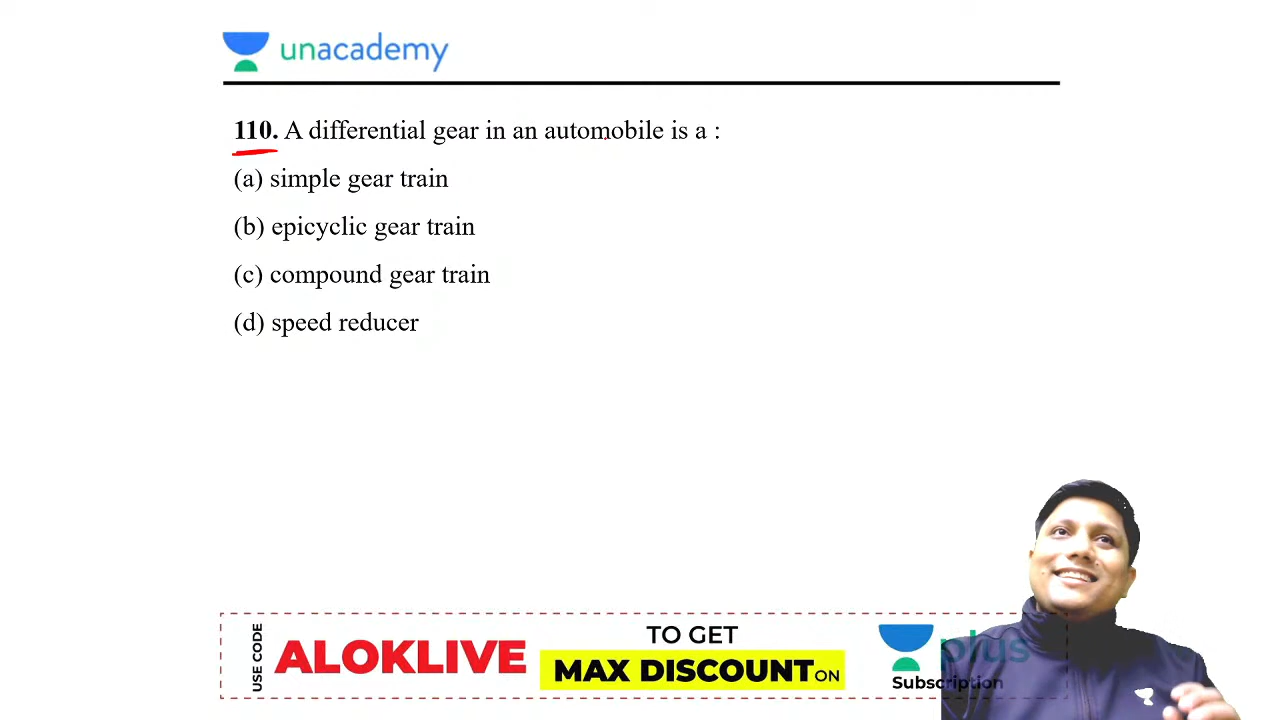 unacademy
110. A differential gear in an automobile is a :
(a) simple gear train
(b) epicyclic gear train
(c) compound gear train
(d) speed reducer
USE CODE
ALOKLIVE
TO GET
MAX DISCOUNT ON
plus
Subscription